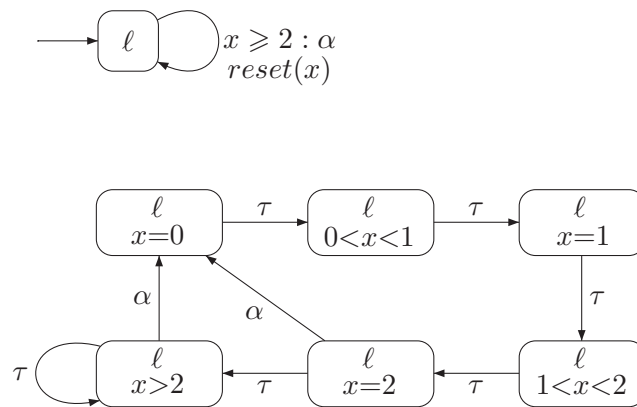 ℓ
x ⩾ 2 : α
reset(x)
ℓ
x=0
τ
ℓ
0<x<1
τ
ℓ
x=1
α
α
τ
τ
ℓ
x>2
τ
ℓ
x=2
τ
ℓ
1<x<2